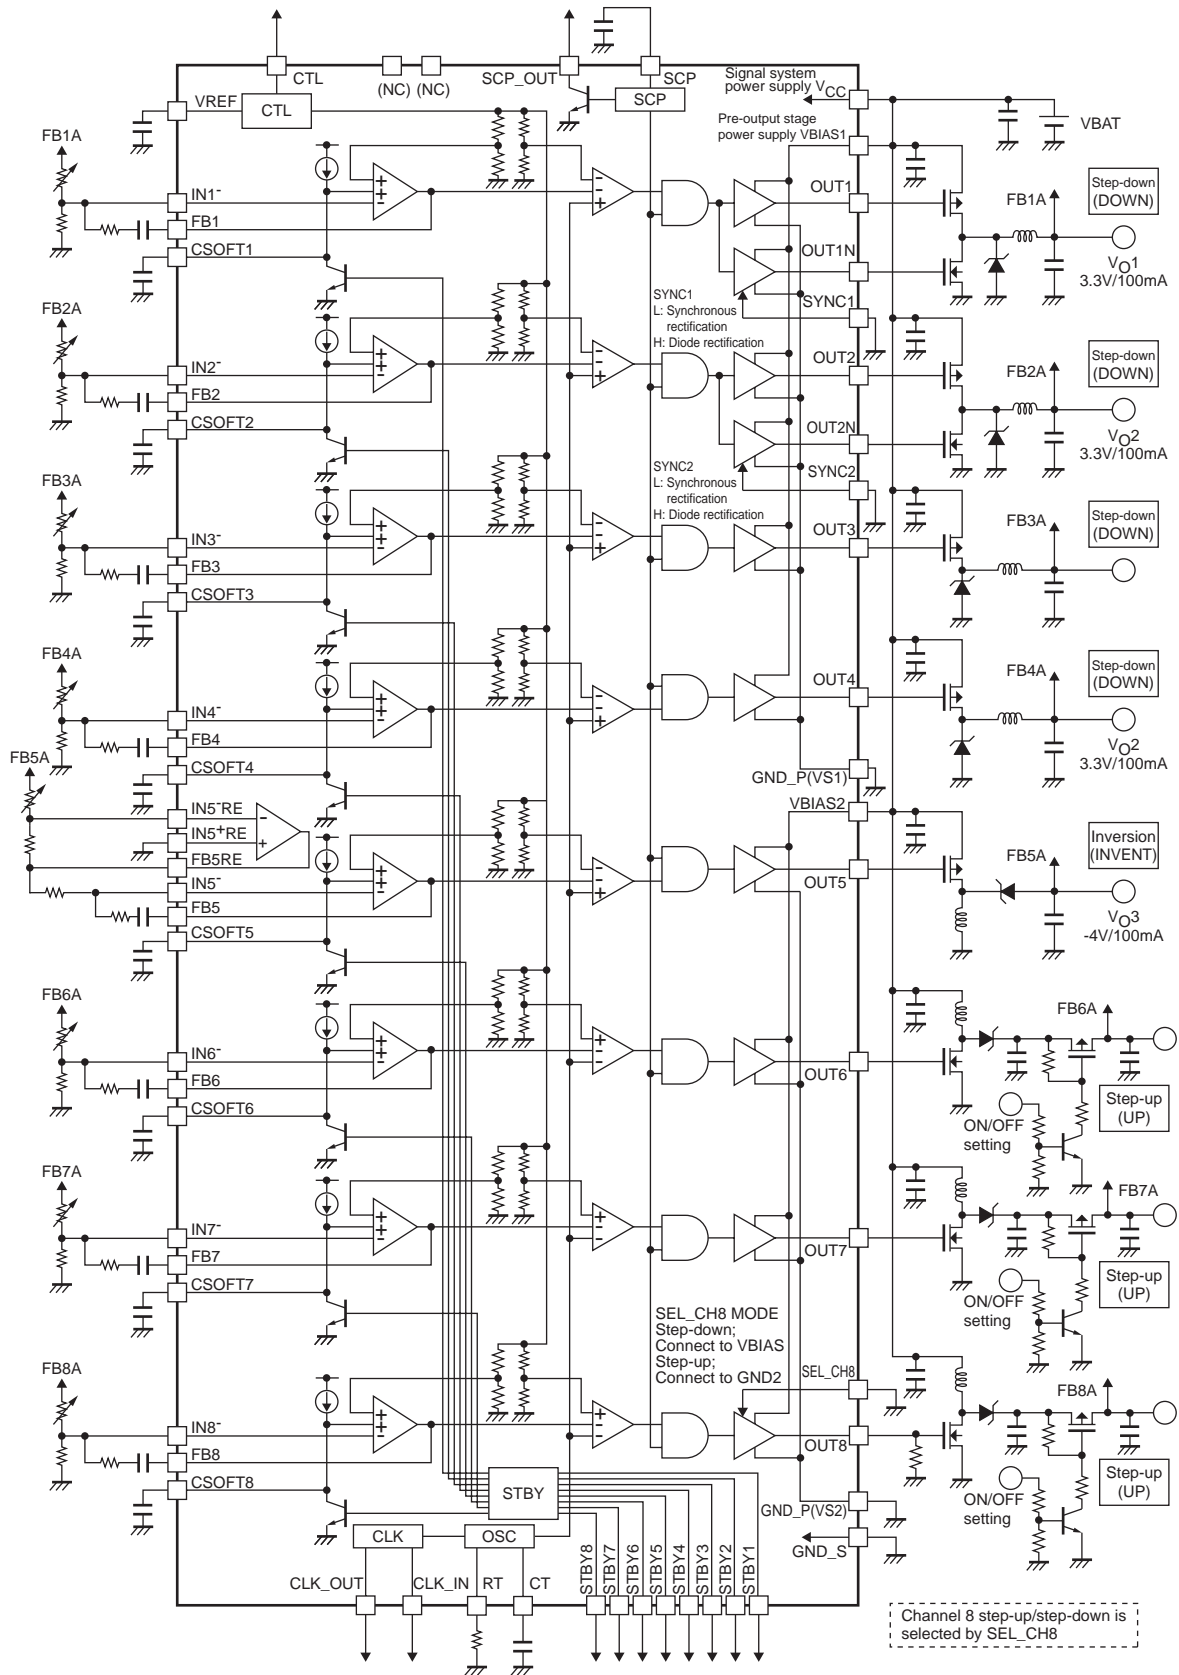 CTL
(NC) (NC)
SCP_OUT
SCP
Signal system
power supply VCC
VREF
CTL
SCP
FB1A
VBAT
Pre-output stage
power supply VBIAS1
IN1-
OUT1
FB1A
Step-down
(DOWN)
FB1
CSOFT1
OUT1N
VO1
3.3V/100mA
FB2A
SYNC1
L: Synchronous
rectification
H: Diode rectification
SYNC1
IN2-
OUT2
FB2A
Step-down
(DOWN)
FB2
CSOFT2
OUT2N
VO2
3.3V/100mA
FB3A
SYNC2
L: Synchronous
rectification
H: Diode rectification
SYNC2
IN3-
OUT3
FB3A
Step-down
(DOWN)
FB3
CSOFT3
FB4A
IN4-
OUT4
FB4A
Step-down
(DOWN)
FB4
VO2
3.3V/100mA
FB5A
CSOFT4
GND_P(VS1)
IN5-RE
VBIAS2
IN5+RE
FB5RE
IN5-
OUT5
FB5A
Inversion
(INVENT)
FB5
VO3
-4V/100mA
CSOFT5
FB6A
FB6A
IN6-
OUT6
FB6
Step-up
(UP)
CSOFT6
ON/OFF
setting
FB7A
FB7A
IN7-
OUT7
FB7
Step-up
(UP)
CSOFT7
ON/OFF
setting
SEL_CH8 MODE
Step-down;
Connect to VBIAS
Step-up;
Connect to GND2
SEL_CH8
FB8A
FB8A
IN8-
OUT8
FB8
Step-up
(UP)
CSOFT8
STBY
GND_P(VS2)
ON/OFF
setting
CLK
OSC
GND_S
CLK_OUT
CLK_IN
RT
CT
STBY8
STBY7
STBY6
STBY5
STBY4
STBY3
STBY2
STBY1
Channel 8 step-up/step-down is
selected by SEL_CH8